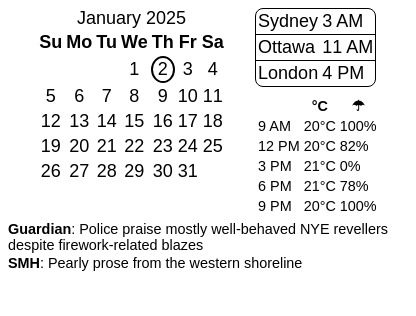 January 2025
Su Mo Tu We Th Fr Sa
1 2 3 4
5 6 7 8 9 10 11
12 13 14 15 16 17 18
19 20 21 22 23 24 25
26 27 28 29 30 31
Sydney 3 AM
Ottawa 11 AM
London 4 PM
°C ☂
9 AM 20°C 100%
12 PM 20°C 82%
3 PM 21°C 0%
6 PM 21°C 78%
9 PM 20°C 100%
Guardian: Police praise mostly well-behaved NYE revellers
despite firework-related blazes
SMH: Pearly prose from the western shoreline